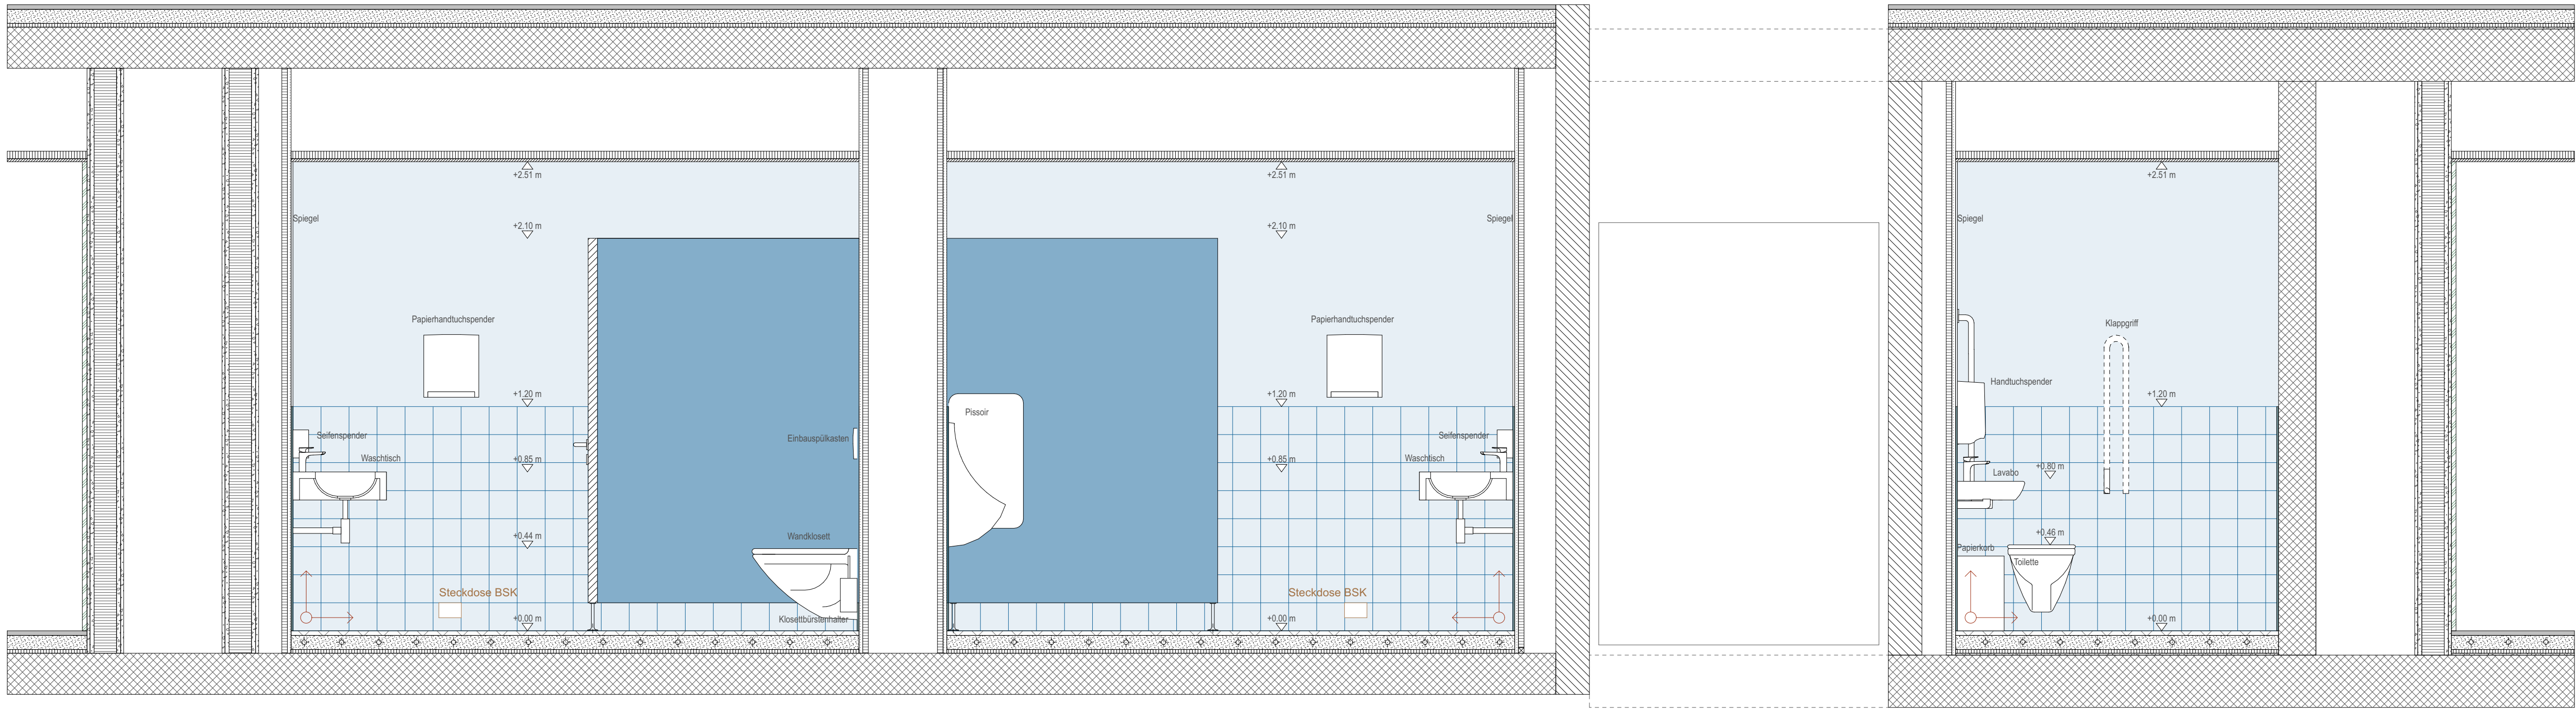 +2.51 m
Spiegel
+2.10 m
Papierhandtuchspender
+1.20 m
Seifenspender
Einbauspülkasten
Waschtisch
+0.85 m
+0.44 m
Wandklosett
Steckdose BSK
+0.00 m
Klosettbürstenhalter
+2.51 m
Spiegel
+2.10 m
Papierhandtuchspender
+1.20 m
Pissoir
Seifenspender
Waschtisch
+0.85 m
Steckdose BSK
+0.00 m
+2.51 m
Spiegel
Klappgriff
Handtuchspender
+1.20 m
Lavabo
+0.80 m
+0.46 m
Papierkorb
Toilette
+0.00 m